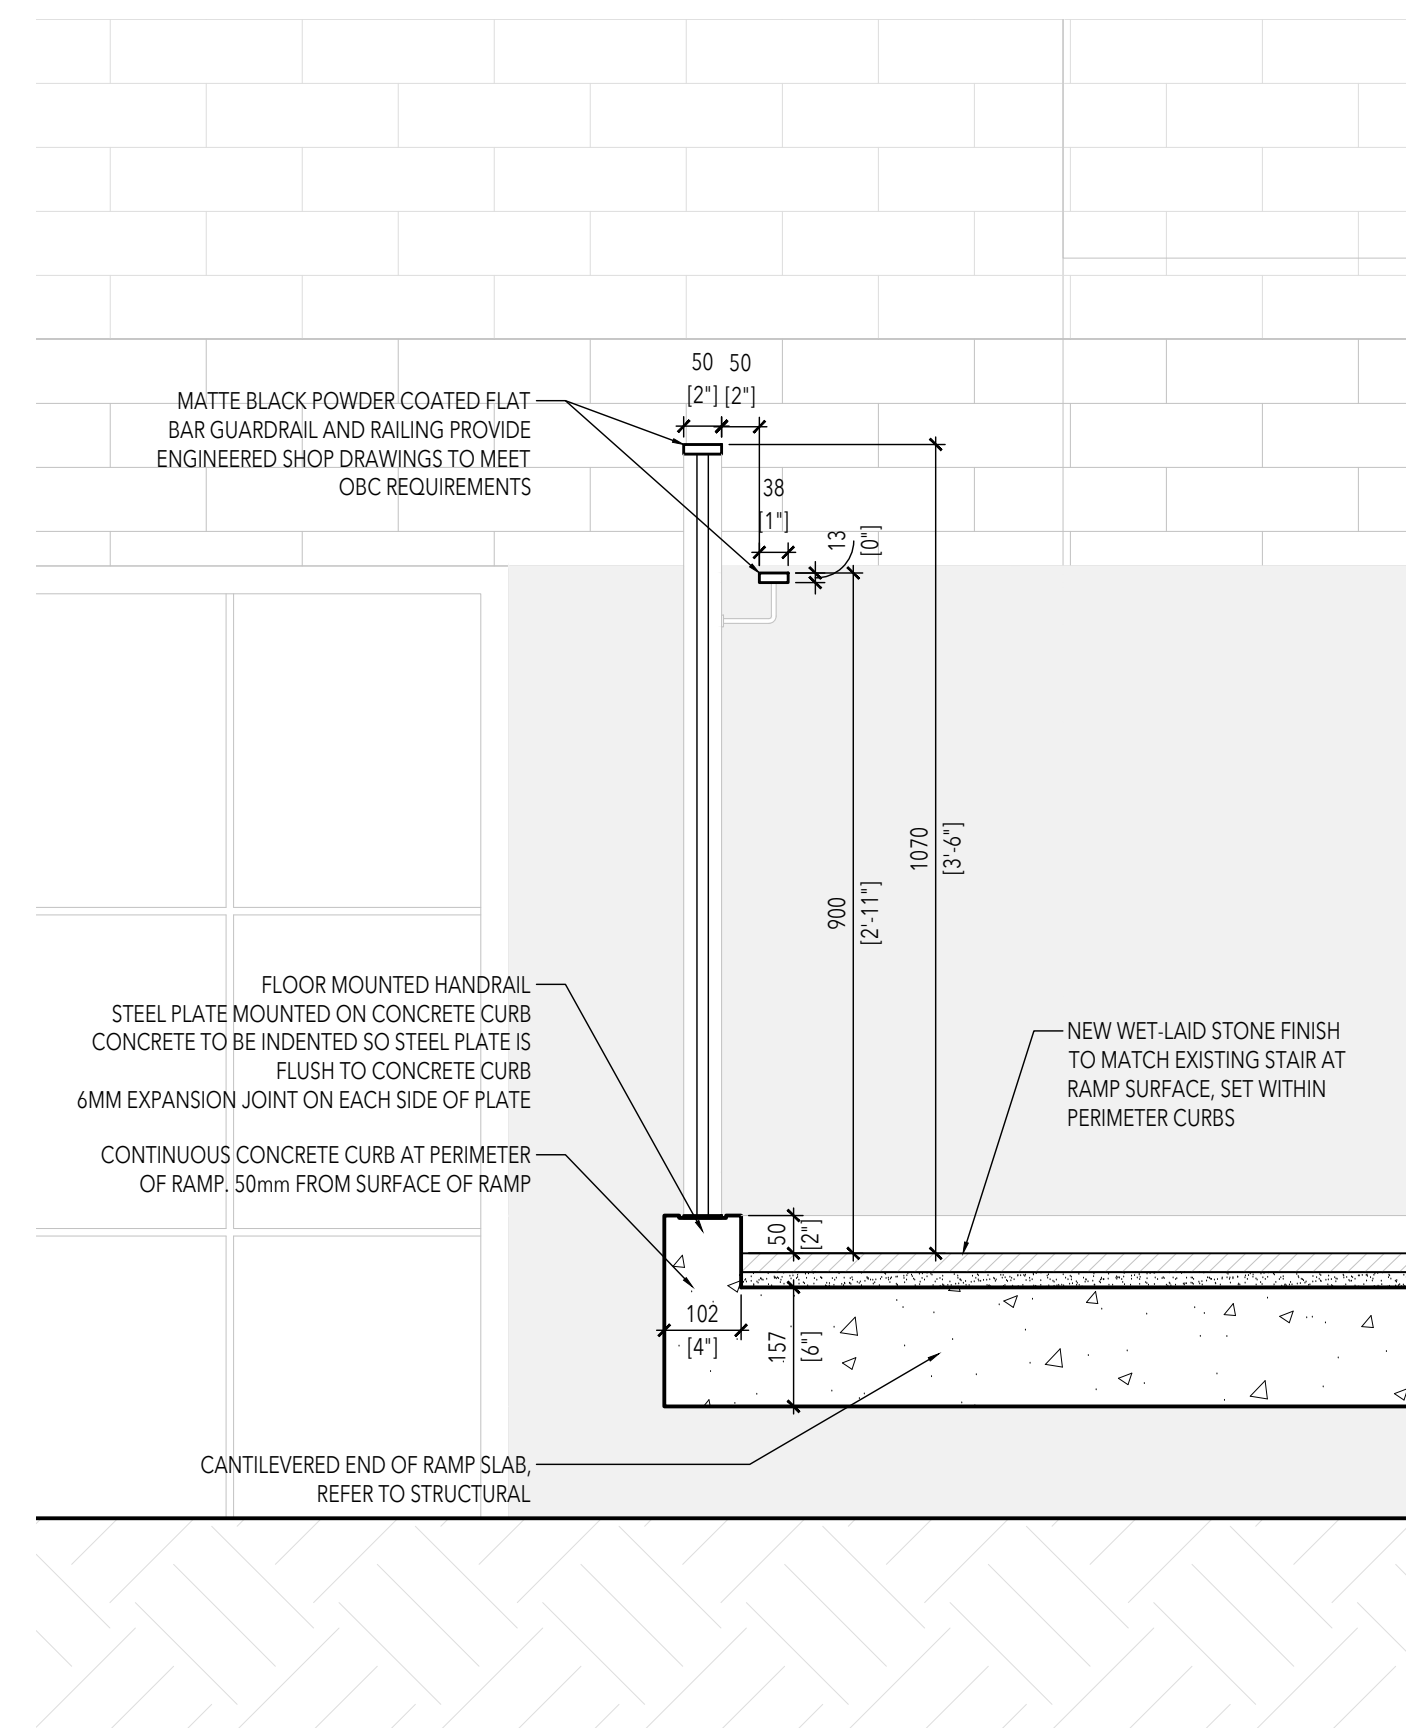 50 50
[2"] [2"]
MATTE BLACK POWDER COATED FLAT
BAR GUARDRAIL AND RAILING PROVIDE
ENGINEERED SHOP DRAWINGS TO MEET
OBC REQUIREMENTS
38
[1"]
13
[0"]
1070
[3'-6"]
900
[2'-11"]
FLOOR MOUNTED HANDRAIL
STEEL PLATE MOUNTED ON CONCRETE CURB
CONCRETE TO BE INDENTED SO STEEL PLATE IS
FLUSH TO CONCRETE CURB
6MM EXPANSION JOINT ON EACH SIDE OF PLATE
NEW WET-LAID STONE FINISH
TO MATCH EXISTING STAIR AT
RAMP SURFACE, SET WITHIN
PERIMETER CURBS
CONTINUOUS CONCRETE CURB AT PERIMETER
OF RAMP. 50mm FROM SURFACE OF RAMP
50
[2"]
102
[4"]
157
[6"]
CANTILEVERED END OF RAMP SLAB,
REFER TO STRUCTURAL